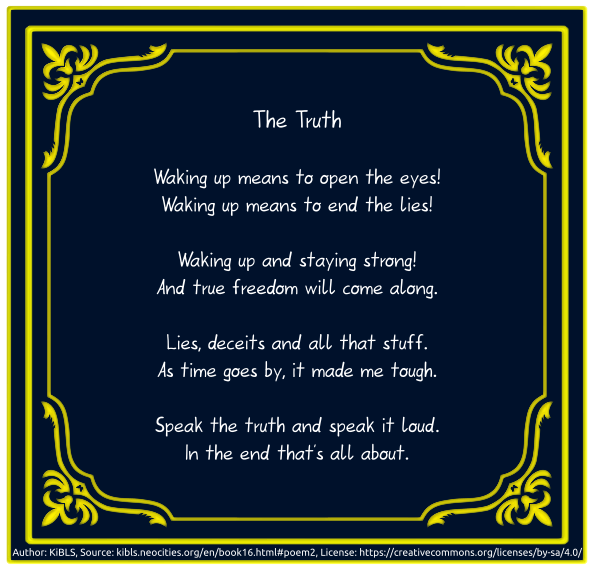 The Truth
Waking up means to open the eyes!
Waking up means to end the lies!
Waking up and staying strong!
And true freedom will come along.
Lies, deceits and all that stuff.
As time goes by, it made me tough.
Speak the truth and speak it loud.
In the end that's all about.
Author: KiBLS, Source: kibls.neocities.org/en/book16.html#poem2, License: https://creativecommons.org/licenses/by-sa/4.0/